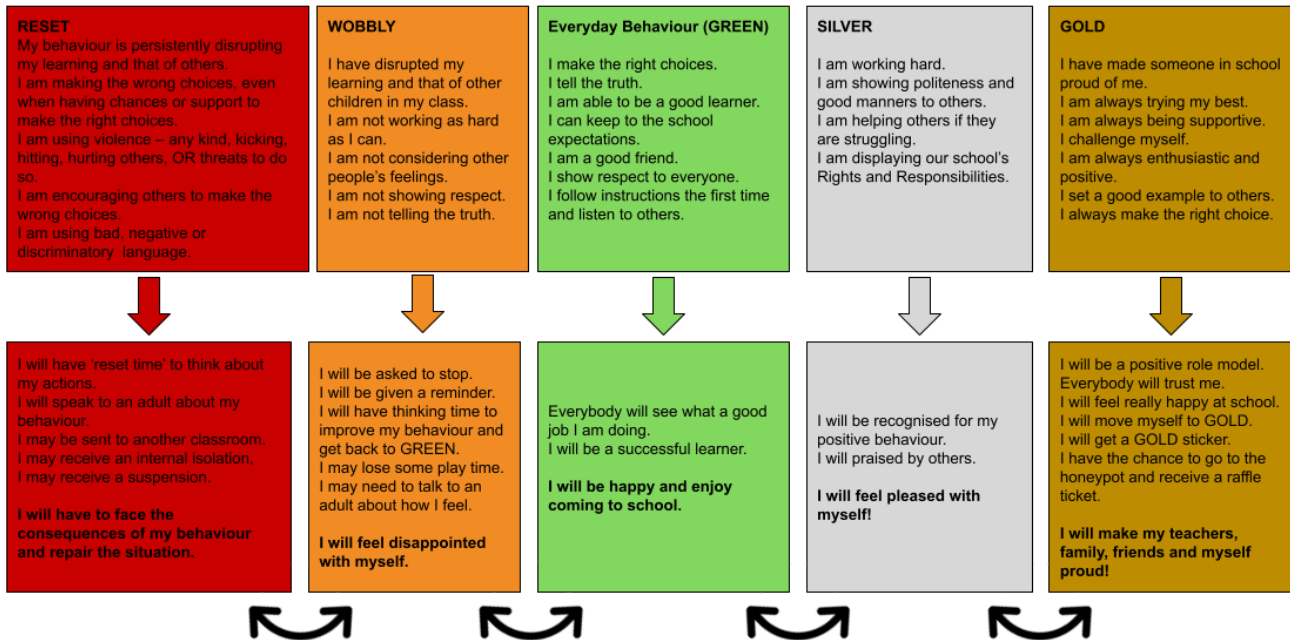 RESET
My behaviour is persistently disrupting
my learning and that of others.
I am making the wrong choices, even
when having chances or support to
make the right choices.
I am using violence – any kind, kicking,
hitting, hurting others, OR threats to do
so.
I am encouraging others to make the
wrong choices.
I am using bad, negative or
discriminatory language.
WOBBLY
I have disrupted my
learning and that of other
children in my class.
I am not working as hard
as I can.
I am not considering other
people's feelings.
I am not showing respect.
I am not telling the truth.
Everyday Behaviour (GREEN)
I make the right choices.
I tell the truth.
I am able to be a good learner.
I can keep to the school
expectations.
I am a good friend.
I show respect to everyone.
I follow instructions the first time
and listen to others.
SILVER
I am working hard.
I am showing politeness and
good manners to others.
I am helping others if they
are struggling.
I am displaying our school's
Rights and Responsibilities.
GOLD
I have made someone in school
proud of me.
I am always trying my best.
I am always being supportive.
I challenge myself.
I am always enthusiastic and
positive.
I set a good example to others.
I always make the right choice.
I will have 'reset time' to think about
my actions.
I will speak to an adult about my
behaviour.
I may be sent to another classroom.
I may receive an internal isolation,
I may receive a suspension.
I will have to face the
consequences of my behaviour
and repair the situation.
I will be asked to stop.
I will be given a reminder.
I will have thinking time to
improve my behaviour and
get back to GREEN.
I may lose some play time.
I may need to talk to an
adult about how I feel.
I will feel disappointed
with myself.
Everybody will see what a good
job I am doing.
I will be a successful learner.
I will be happy and enjoy
coming to school.
I will be recognised for my
positive behaviour.
I will praised by others.
I will feel pleased with
myself!
I will be a positive role model.
Everybody will trust me.
I will feel really happy at school.
I will move myself to GOLD.
I will get a GOLD sticker.
I have the chance to go to the
honeypot and receive a raffle
ticket.
I will make my teachers,
family, friends and myself
proud!